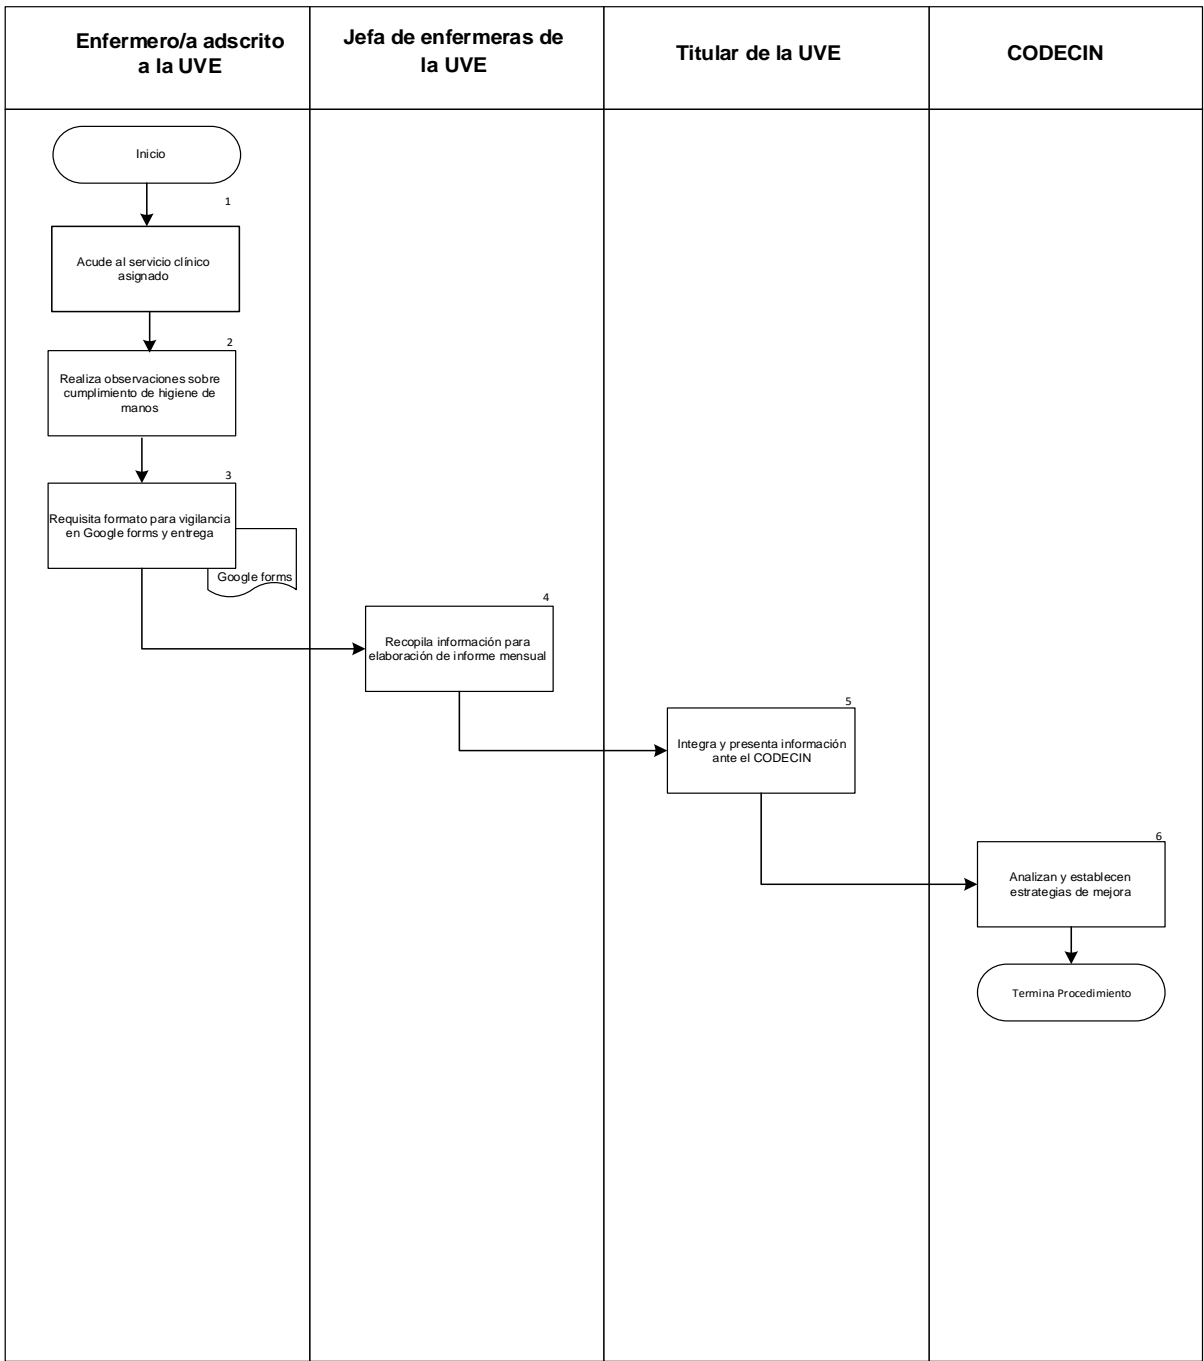 Enfermero/a adscrito
a la UVE
Jefa de enfermeras de
la UVE
Titular de la UVE
CODECIN
Inicio
1
Acude al servicio clínico
asignado
2
Realiza observaciones sobre
cumplimiento de higiene de
manos
3
Requisita formato para vigilancia
en Google forms y entrega
Google forms
4
Recopila información para
elaboración de informe mensual
5
Integra y presenta información
ante el CODECIN
6
Analizan y establecen
estrategias de mejora
Termina Procedimiento